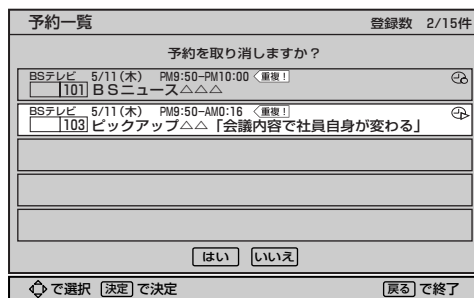 予約一覧 登録数 2/15件
予約を取り消しますか？
BSテレビ 5/11(木) PM9:50-PM10:00 重複！
101 BSニュース△△△
BSテレビ 5/11(木) PM9:50-AM0:16 重複！
103 ピックアップ△△「会議内容で社員自身が変わる」
はい いいえ
で選択 決定 で決定 戻る で終了